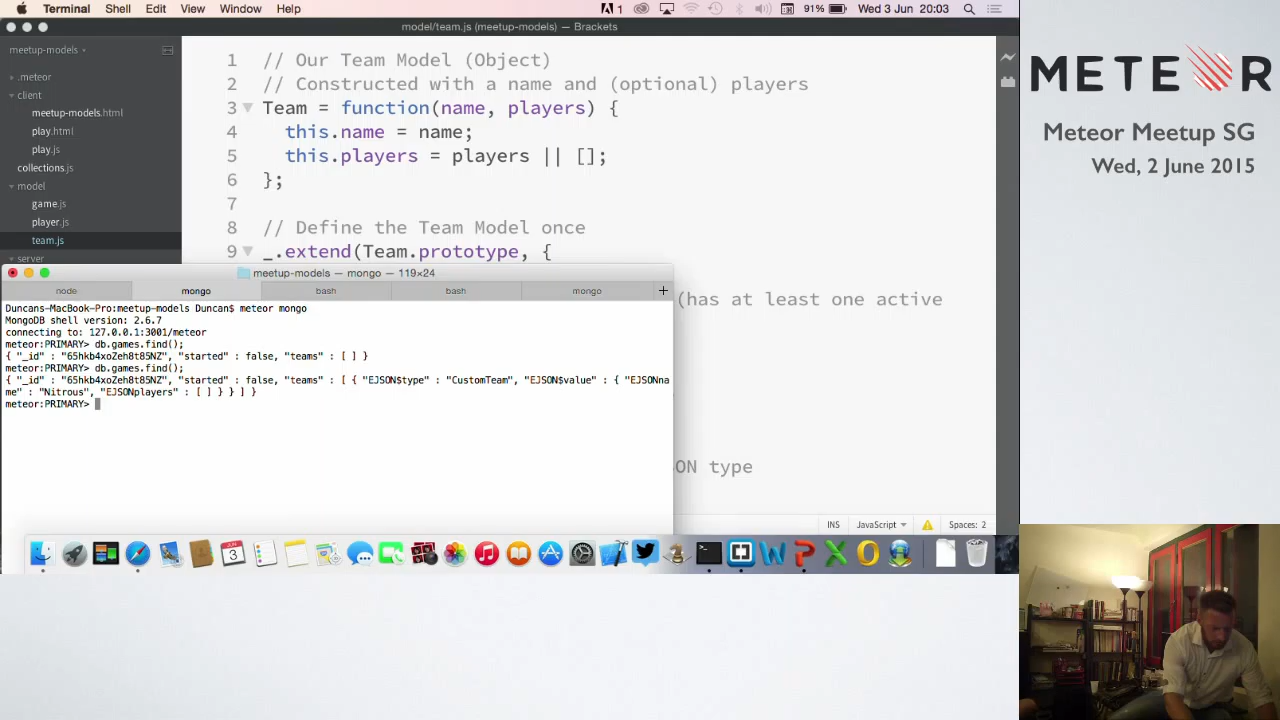 Terminal Shell Edit View Window Help
1 91% Wed 3 Jun 20:03
model/team.js (meetup-models) — Brackets
meetup-models
.meteor
client
meetup-models.html
play.html
play.js
collections.js
model
game.js
player.js
team.js
server
1 // Our Team Model (Object)
2 // Constructed with a name and (optional) players
3 Team = function(name, players) {
4 this.name = name;
5 this.players = players || [];
6 };
7
8 // Define the Team Model once
9 _.extend(Team.prototype, {
(has at least one active
ON type
INS JavaScript Spaces: 2
meetup-models — mongo — 119×24
node mongo bash bash mongo +
Duncans-MacBook-Pro:meetup-models Duncan$ meteor mongo
MongoDB shell version: 2.6.7
connecting to: 127.0.0.1:3001/meteor
meteor:PRIMARY> db.games.find();
{ "_id" : "65hkb4xoZeh8t85NZ", "started" : false, "teams" : [ ] }
meteor:PRIMARY> db.games.find();
{ "_id" : "65hkb4xoZeh8t85NZ", "started" : false, "teams" : [ { "EJSON$type" : "CustomTeam", "EJSON$value" : { "EJSONna
me" : "Nitrous", "EJSONplayers" : [ ] } } ] }
meteor:PRIMARY>
METEOR
Meteor Meetup SG
Wed, 2 June 2015